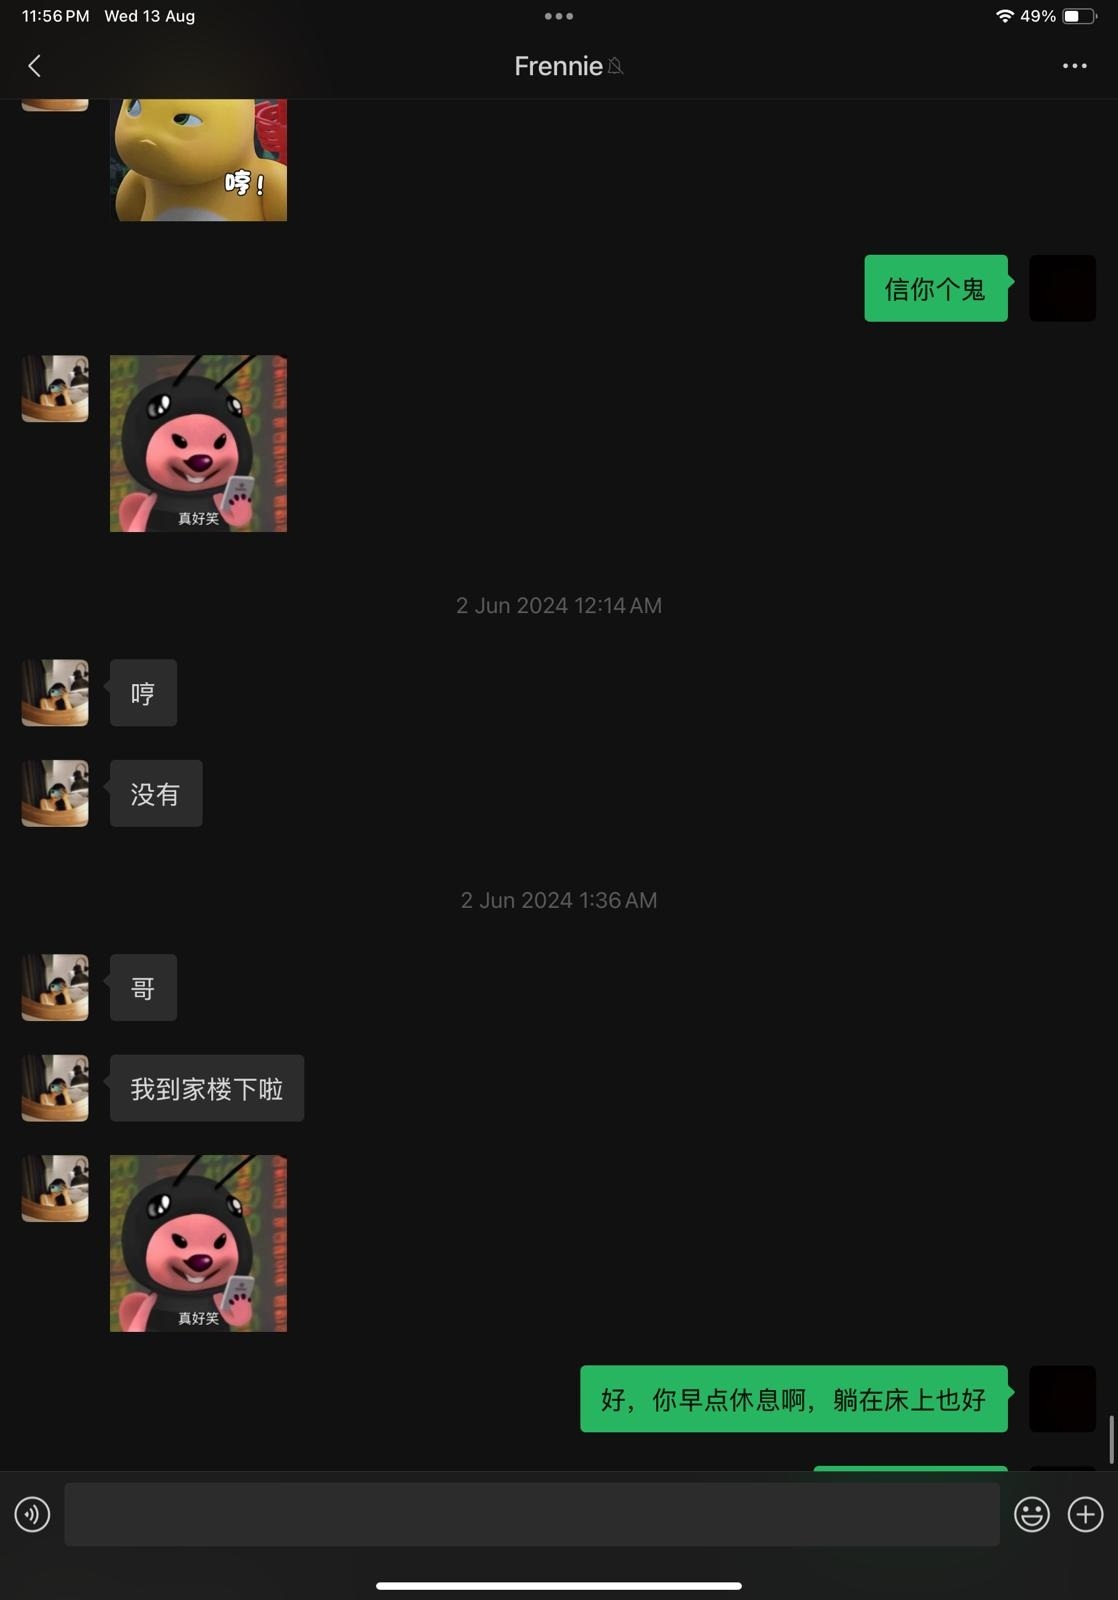 11:56 PM Wed 13 Aug
49%
Frennie
哼！
信你个鬼
真好笑
2 Jun 2024 12:14 AM
哼
没有
2 Jun 2024 1:36 AM
哥
我到家楼下啦
真好笑
好，你早点休息啊，躺在床上也好